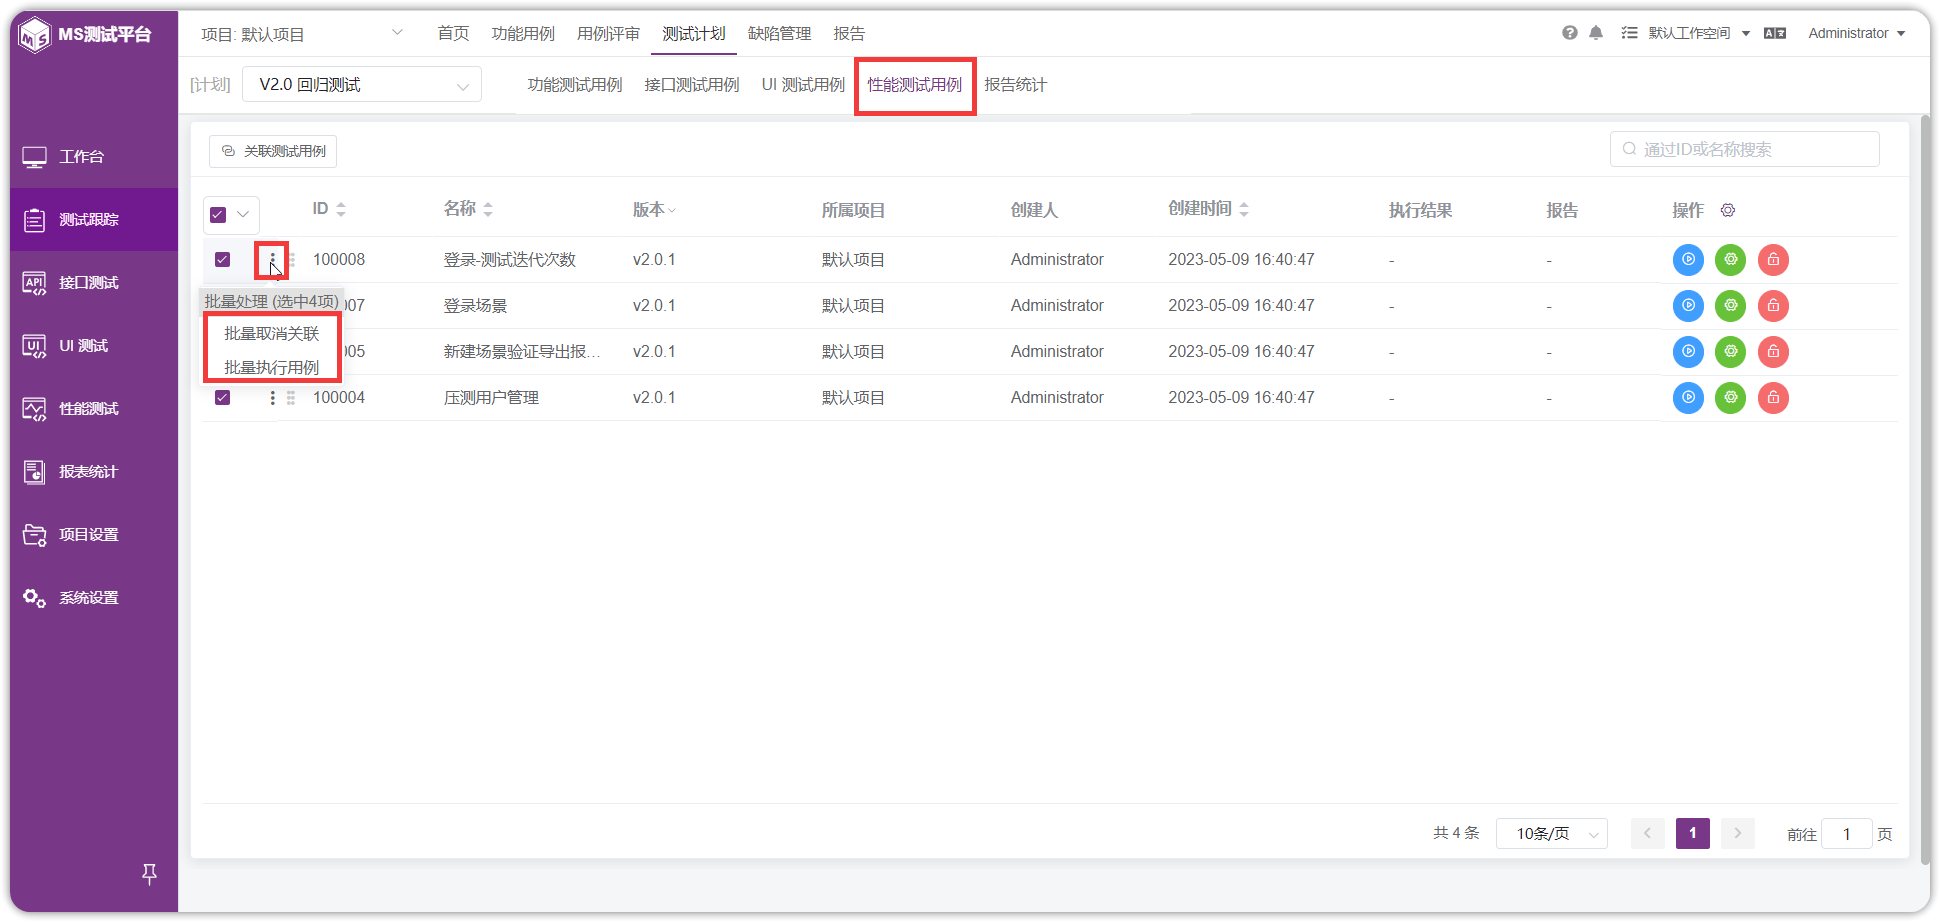 MS测试平台
项目: 默认项目
首页 功能用例 用例评审 测试计划 缺陷管理 报告
默认工作空间
Administrator
[计划] V2.0 回归测试
功能测试用例 接口测试用例 UI 测试用例 性能测试用例 报告统计
工作台
测试跟踪
接口测试
UI 测试
性能测试
报表统计
项目设置
系统设置
关联测试用例
通过ID或名称搜索
ID 名称 版本 所属项目 创建人 创建时间 执行结果 报告 操作
100008 登录-测试迭代次数 v2.0.1 默认项目 Administrator 2023-05-09 16:40:47 - -
批量处理 (选中4项)
07 登录场景 v2.0.1 默认项目 Administrator 2023-05-09 16:40:47 - -
批量取消关联
05 新建场景验证导出报... v2.0.1 默认项目 Administrator 2023-05-09 16:40:47 - -
批量执行用例
100004 压测用户管理 v2.0.1 默认项目 Administrator 2023-05-09 16:40:47 - -
共 4 条 10条/页 1 前往 1 页